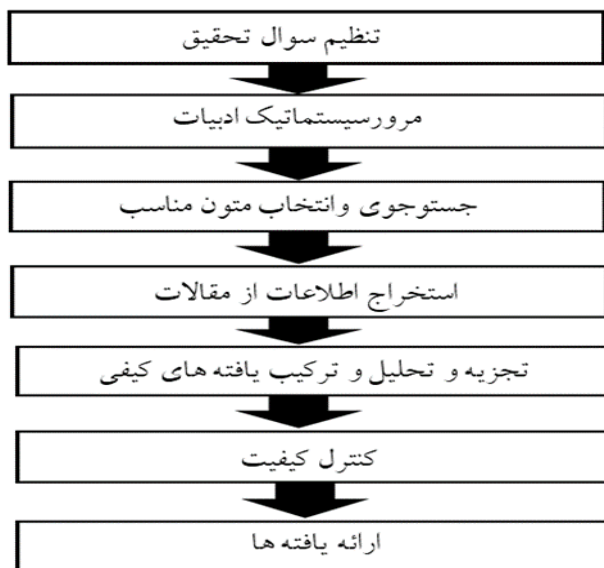 تنظیم سوال تحقیق
مرورسیستماتیک ادبیات
جستوجوی وانتخاب متون مناسب
استخراج اطلاعات از مقالات
تجزیه و تحلیل و ترکیب یافته های کیفی
کنترل کیفیت
ارائه یافته ها